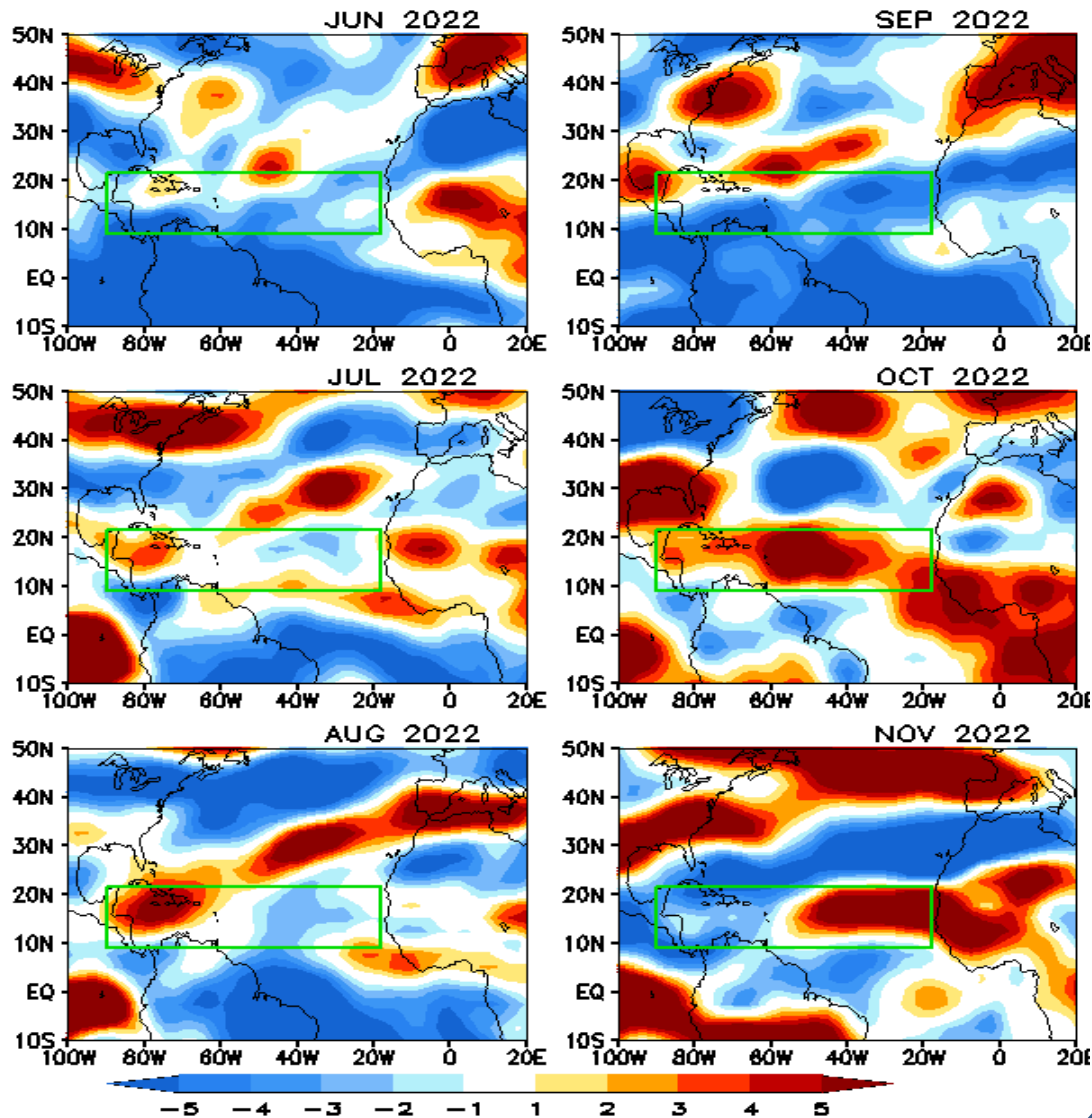 JUN 2022 SEP 2022
50N 50N
40N 40N
30N 30N
20N 20N
10N 10N
EQ EQ
10S 10S
100W 80W 60W 40W 20W 0 20E 100W 80W 60W 40W 20W 0 20E
JUL 2022 OCT 2022
50N 50N
40N 40N
30N 30N
20N 20N
10N 10N
EQ EQ
10S 10S
100W 80W 60W 40W 20W 0 20E 100W 80W 60W 40W 20W 0 20E
AUG 2022 NOV 2022
50N 50N
40N 40N
30N 30N
20N 20N
10N 10N
EQ EQ
10S 10S
100W 80W 60W 40W 20W 0 20E 100W 80W 60W 40W 20W 0 20E
-5 -4 -3 -2 -1 1 2 3 4 5